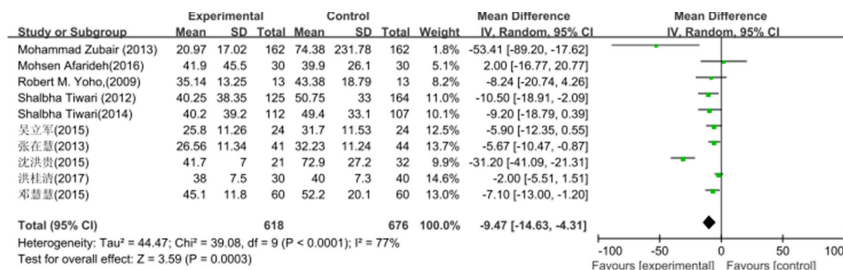 Experimental Control Mean Difference Mean Difference
Study or Subgroup Mean SD Total Mean SD Total Weight IV, Random, 95% CI IV, Random, 95% CI
Mohammad Zubair (2013) 20.97 17.02 162 74.38 231.78 162 1.8% -53.41 [-89.20, -17.62]
Mohsen Afarideh(2016) 41.9 45.5 30 39.9 26.1 30 5.6% 2.00 [-16.77, 20.77]
Robert M. Yoho,(2009) 35.14 13.25 13 43.38 18.79 13 9.0% -8.24 [-20.74, 4.26]
Shalbha Tiwari (2012) 40.25 38.35 125 50.75 33 164 11.9% -10.50 [-18.91, -2.09]
Shalbha Tiwari(2014) 40.2 39.2 112 49.4 33.1 107 11.1% -9.20 [-18.79, 0.39]
吴立军(2015) 25.8 11.26 24 31.7 11.53 24 13.3% -5.90 [-12.35, 0.55]
张在慧(2013) 26.56 11.34 41 32.23 11.24 44 14.4% -5.67 [-10.47, -0.87]
沈洪贵(2015) 41.7 7 21 72.9 27.2 32 10.9% -31.20 [-41.09, -21.31]
洪桂清(2017) 38 7.5 30 40 7.3 40 15.2% -2.00 [-5.51, 1.51]
邓慧慧(2015) 45.1 11.8 60 52.2 20.1 60 13.6% -7.10 [-13.00, -1.20]
Total (95% CI) 618 676 100.0% -9.47 [-14.63, -4.31]
Heterogeneity: Tau² = 44.47; Chi² = 39.08, df = 9 (P < 0.0001); I² = 77%
Test for overall effect: Z = 3.59 (P = 0.0003)
-100 -50 0 50 100
Favours [experimental] Favours [control]